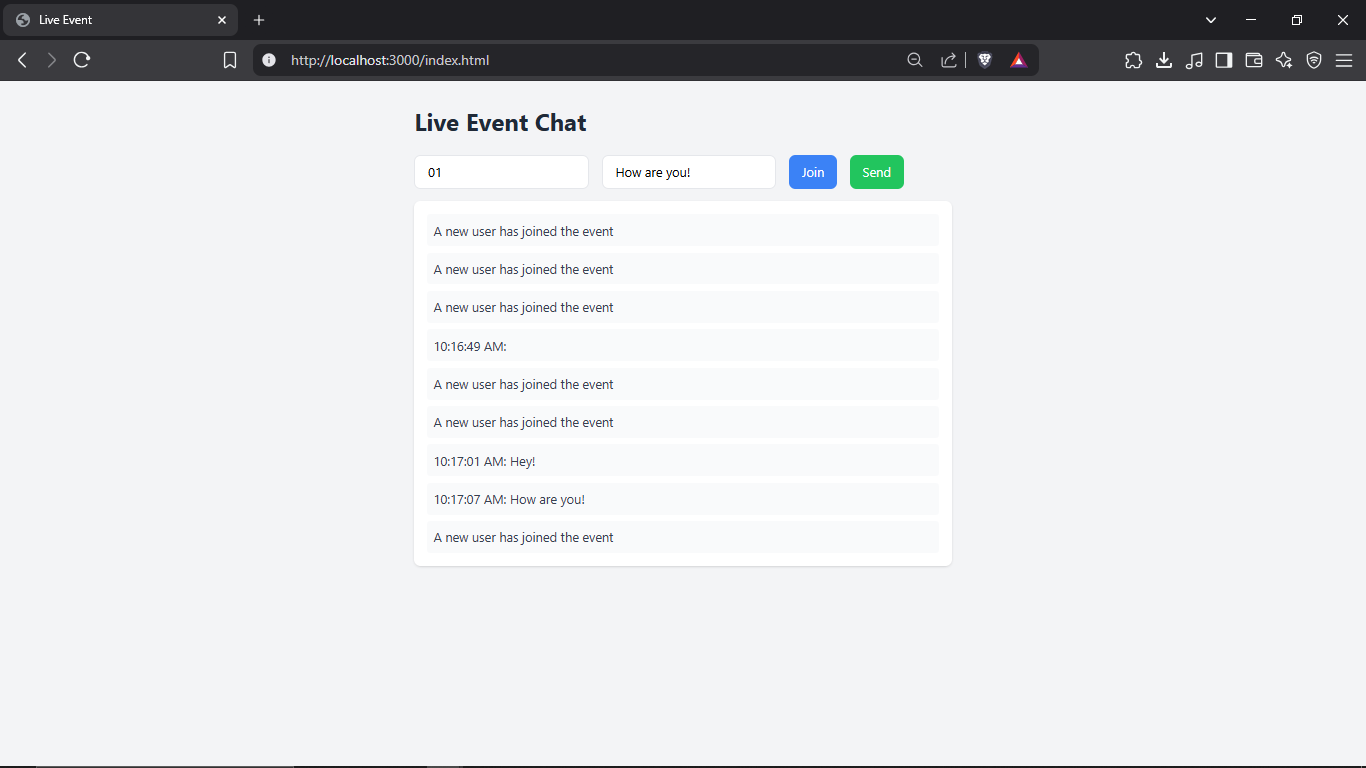 Live Event
http://localhost:3000/index.html
Live Event Chat
01 How are you! Join Send
A new user has joined the event
A new user has joined the event
A new user has joined the event
10:16:49 AM:
A new user has joined the event
A new user has joined the event
10:17:01 AM: Hey!
10:17:07 AM: How are you!
A new user has joined the event